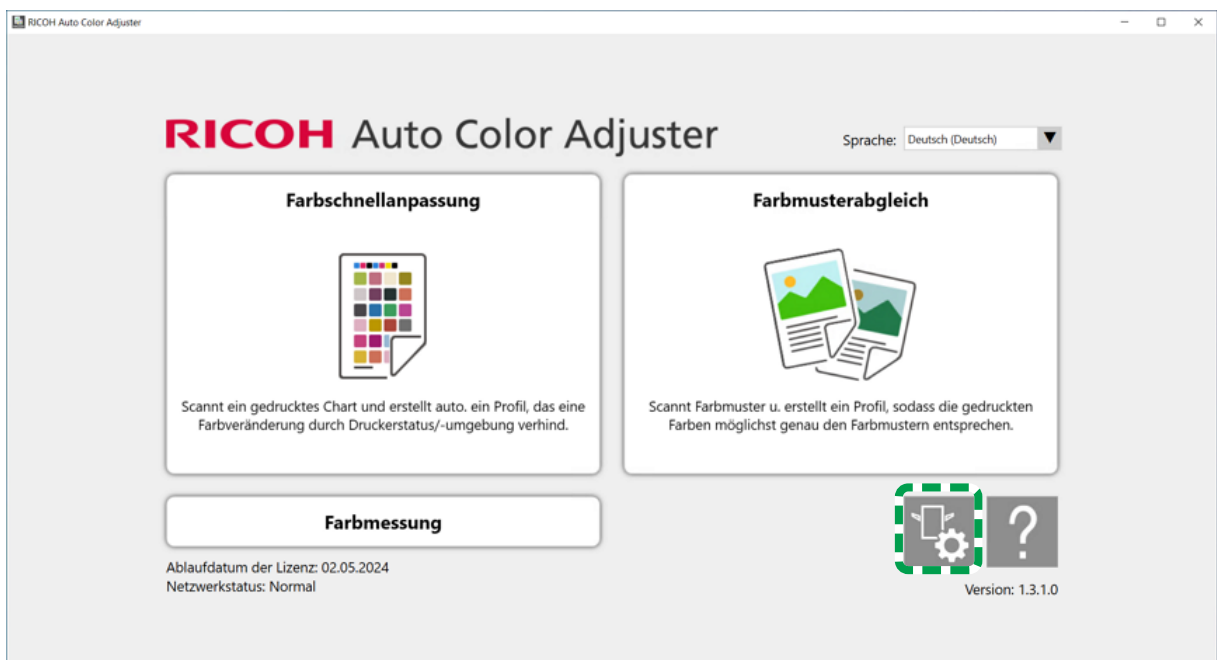 RICOH Auto Color Adjuster
RICOH Auto Color Adjuster
Sprache: Deutsch (Deutsch)
Farbschnellanpassung
Scannt ein gedrucktes Chart und erstellt auto. ein Profil, das eine
Farbveränderung durch Druckerstatus/-umgebung verhind.
Farbmusterabgleich
Scannt Farbmuster u. erstellt ein Profil, sodass die gedruckten
Farben möglichst genau den Farbmustern entsprechen.
Farbmessung
?
Ablaufdatum der Lizenz: 02.05.2024
Netzwerkstatus: Normal
Version: 1.3.1.0